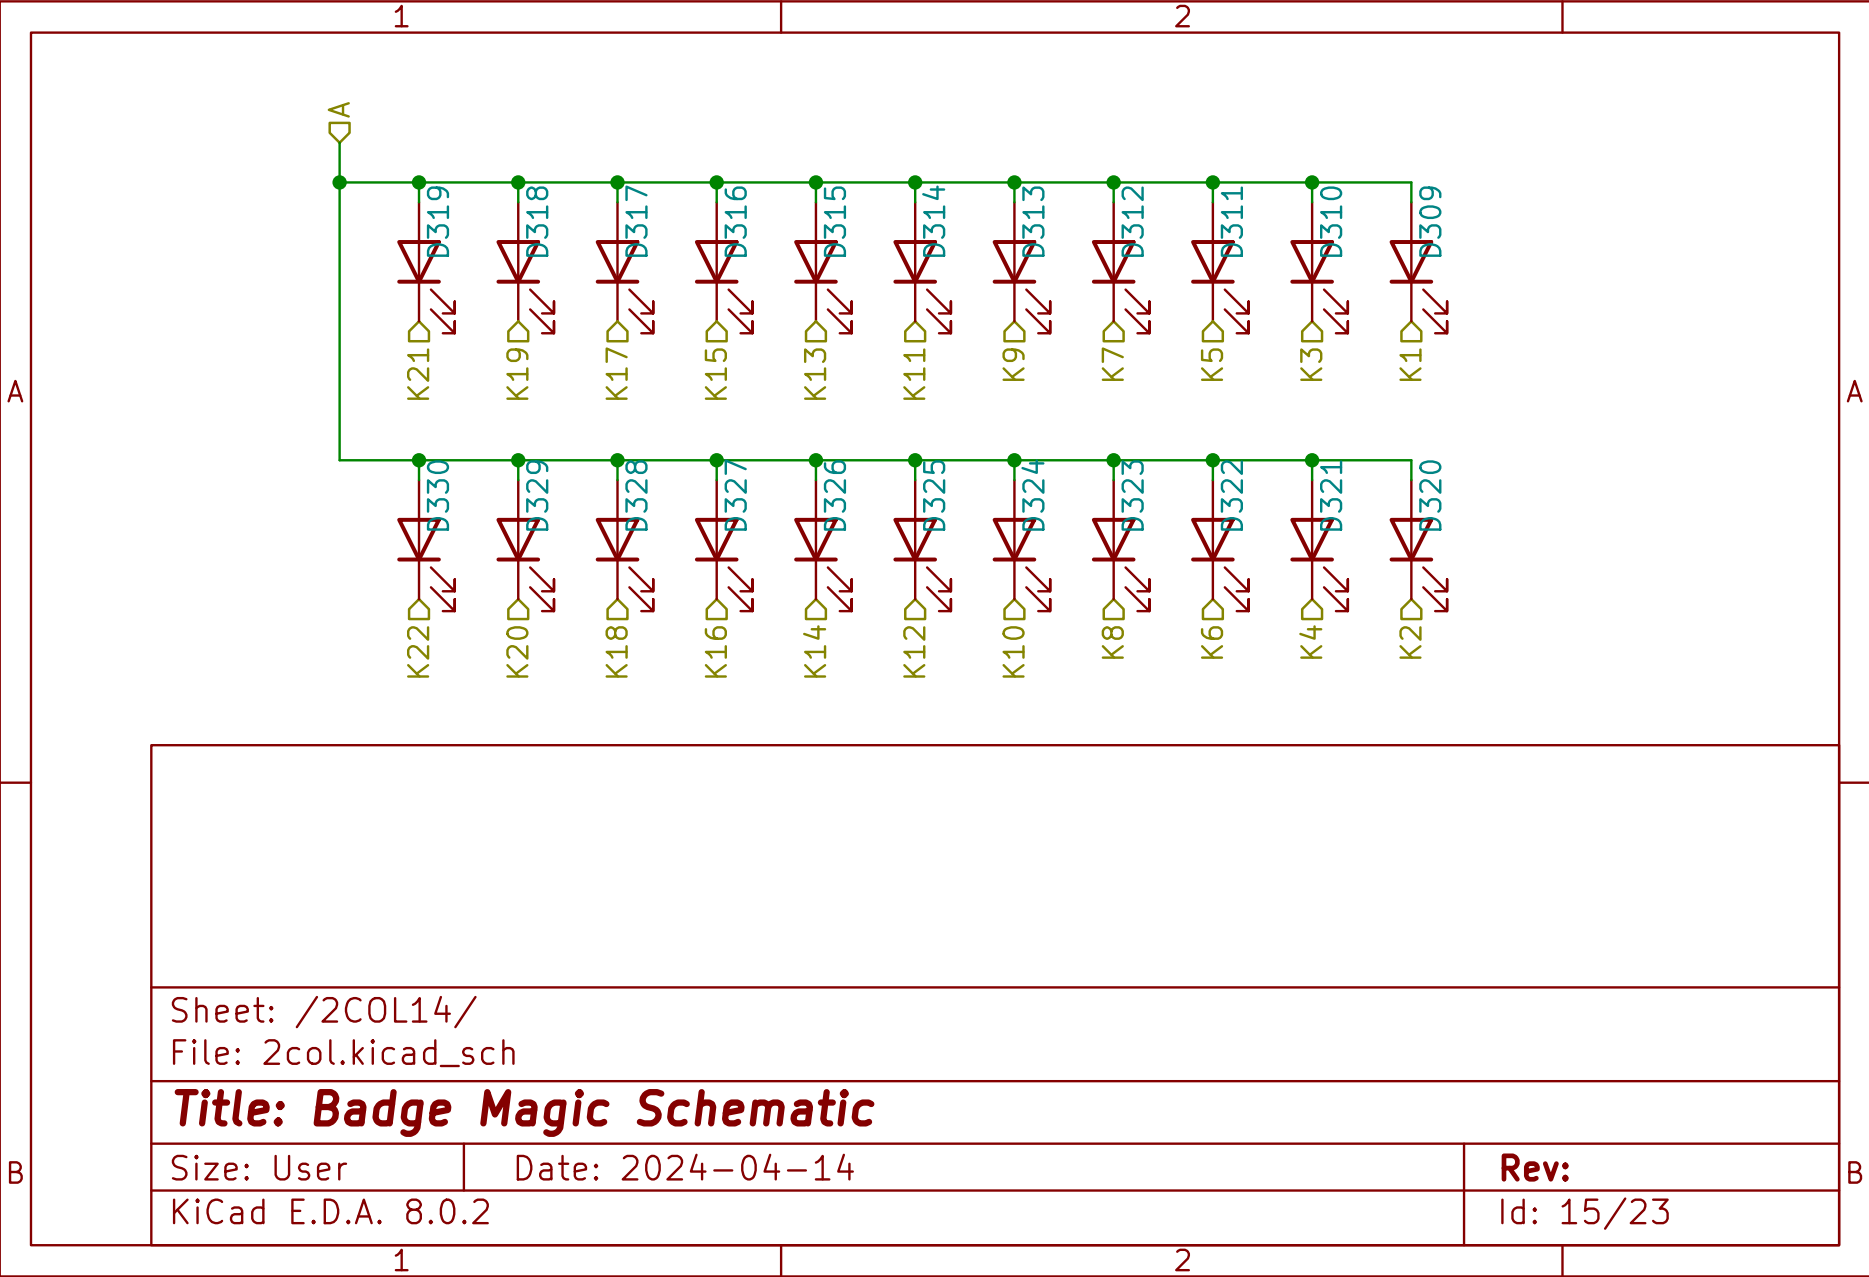 1 2
A
D319 D318 D317 D316 D315 D314 D313 D312 D311 D310 D309
K21 K19 K17 K15 K13 K11 K9 K7 K5 K3 K1
A A
D330 D329 D328 D327 D326 D325 D324 D323 D322 D321 D320
K22 K20 K18 K16 K14 K12 K10 K8 K6 K4 K2
Sheet: /2COL14/
File: 2col.kicad_sch
Title: Badge Magic Schematic
B Size: User Date: 2024-04-14 Rev: B
KiCad E.D.A. 8.0.2 Id: 15/23
1 2